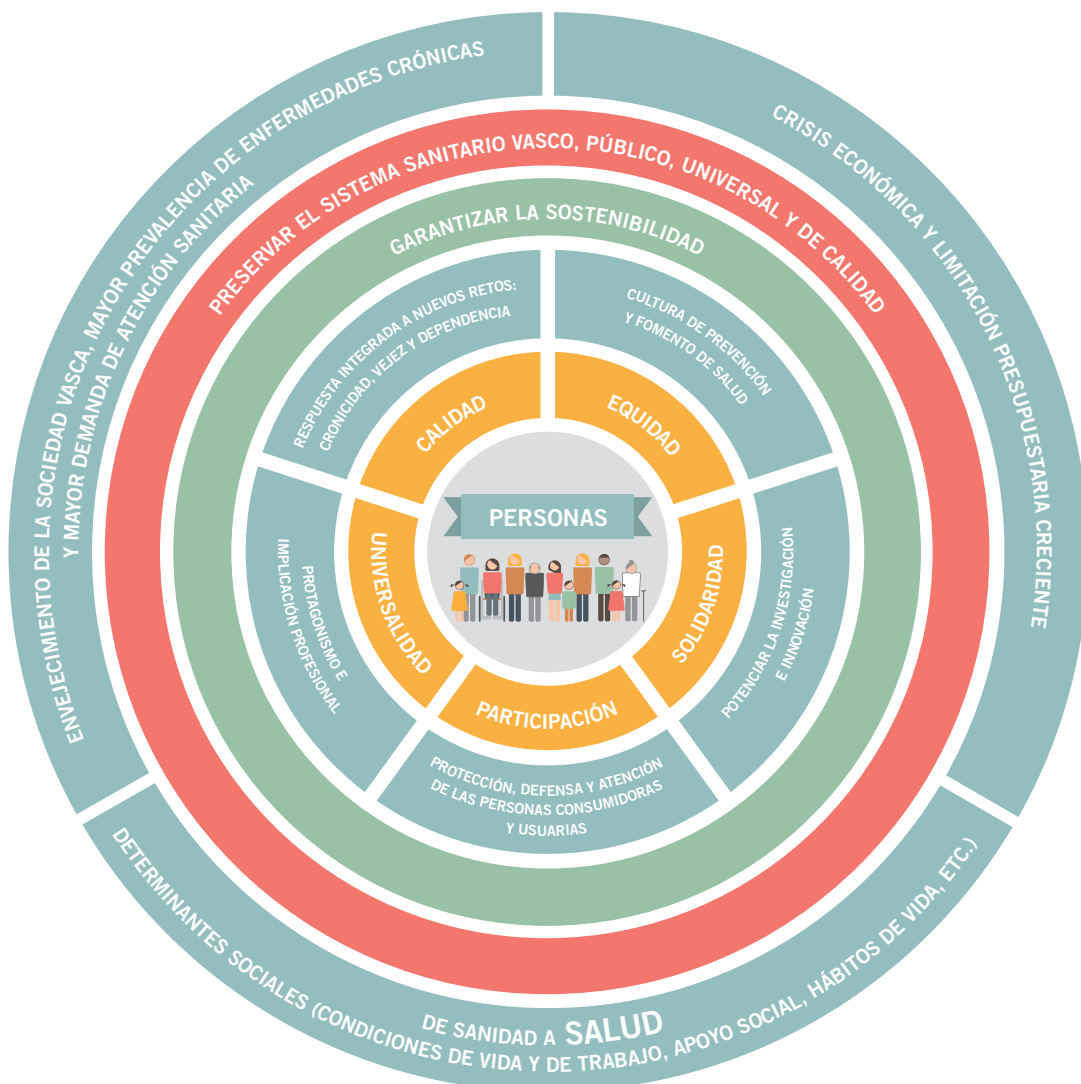 ENVEJECIMIENTO DE LA SOCIEDAD VASCA, MAYOR PREVALENCIA DE ENFERMEDADES CRÓNICAS
Y MAYOR DEMANDA DE ATENCIÓN SANITARIA
CRISIS ECONÓMICA Y LIMITACIÓN PRESUPUESTARIA CRECIENTE
PRESERVAR EL SISTEMA SANITARIO VASCO, PÚBLICO, UNIVERSAL Y DE CALIDAD
GARANTIZAR LA SOSTENIBILIDAD
RESPUESTA INTEGRADA A NUEVOS RETOS:
CRONICIDAD, VEJEZ Y DEPENDENCIA
CULTURA DE PREVENCIÓN
Y FOMENTO DE SALUD
CALIDAD
EQUIDAD
PERSONAS
UNIVERSALIDAD
SOLIDARIDAD
PARTICIPACIÓN
PROTAGONISMO E
IMPLICACIÓN PROFESIONAL
POTENCIAR LA INVESTIGACIÓN
E INNOVACIÓN
PROTECCIÓN, DEFENSA Y ATENCIÓN
DE LAS PERSONAS CONSUMIDORAS
Y USUARIAS
DE SANIDAD A SALUD
DETERMINANTES SOCIALES (CONDICIONES DE VIDA Y DE TRABAJO, APOYO SOCIAL, HÁBITOS DE VIDA, ETC.)